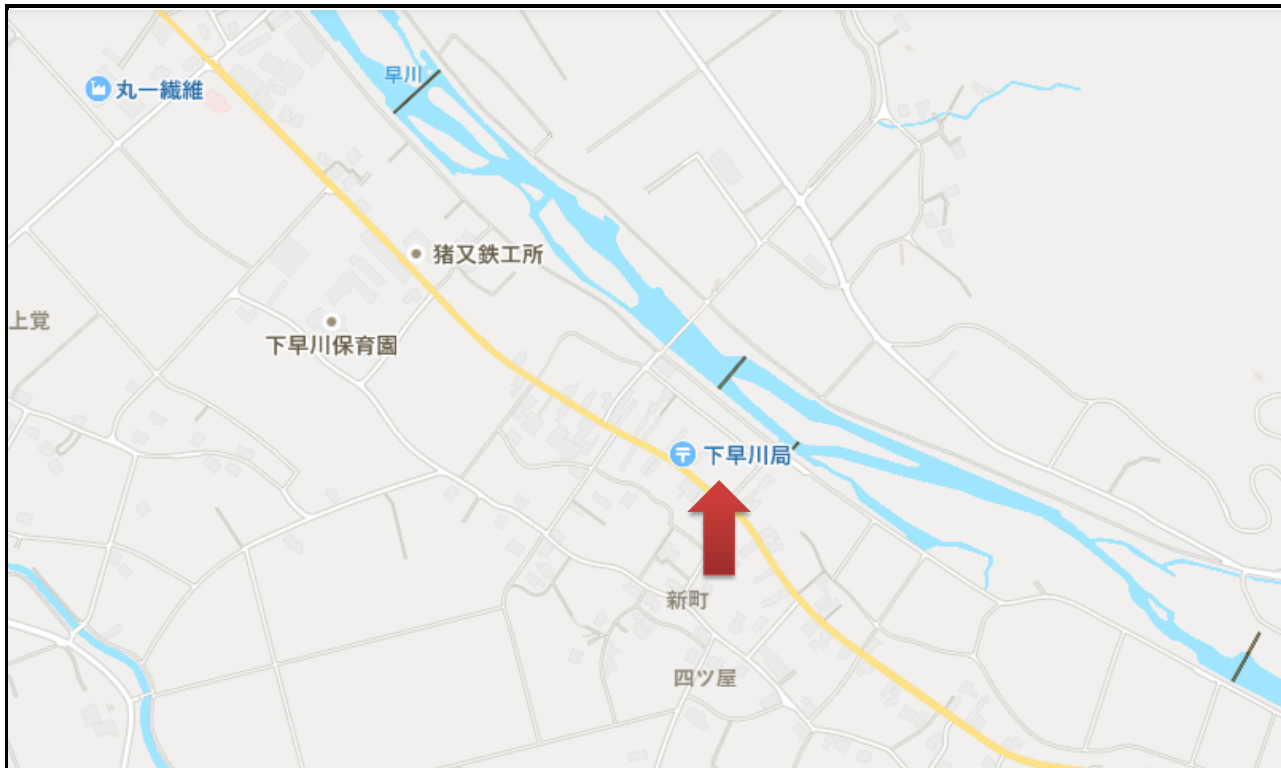 早川
丸一繊維
猪又鉄工所
上覚
下早川保育園
下早川局
新町
四ツ屋